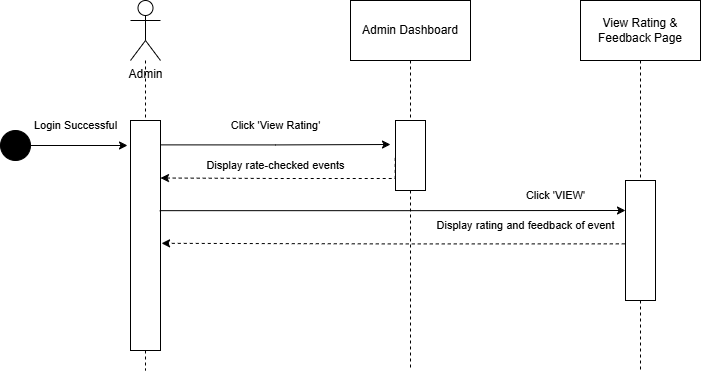 Admin Dashboard
View Rating &
Feedback Page
Admin
Login Successful
Click 'View Rating'
Display rate-checked events
Click 'VIEW'
Display rating and feedback of event